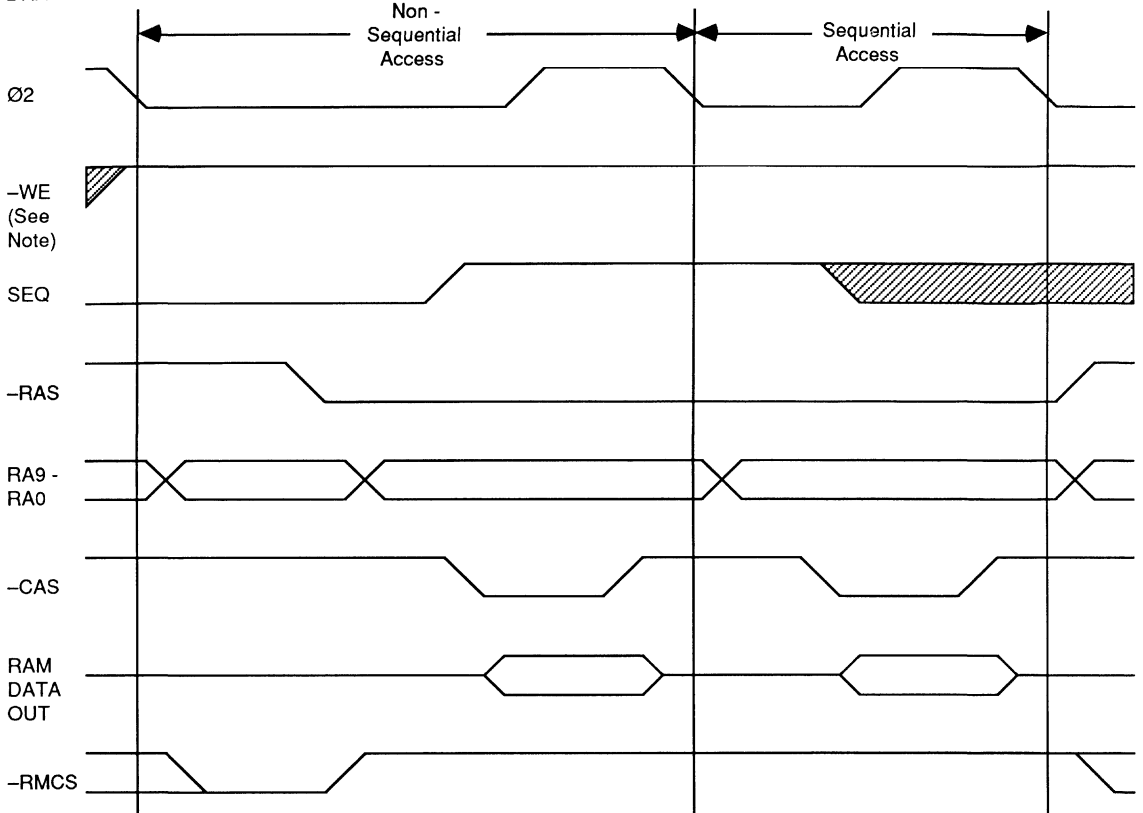 Non -
Sequential
Access
Sequential
Access
Ø2
–WE
(See
Note)
SEQ
–RAS
RA9 -
RA0
–CAS
RAM
DATA
OUT
–RMCS